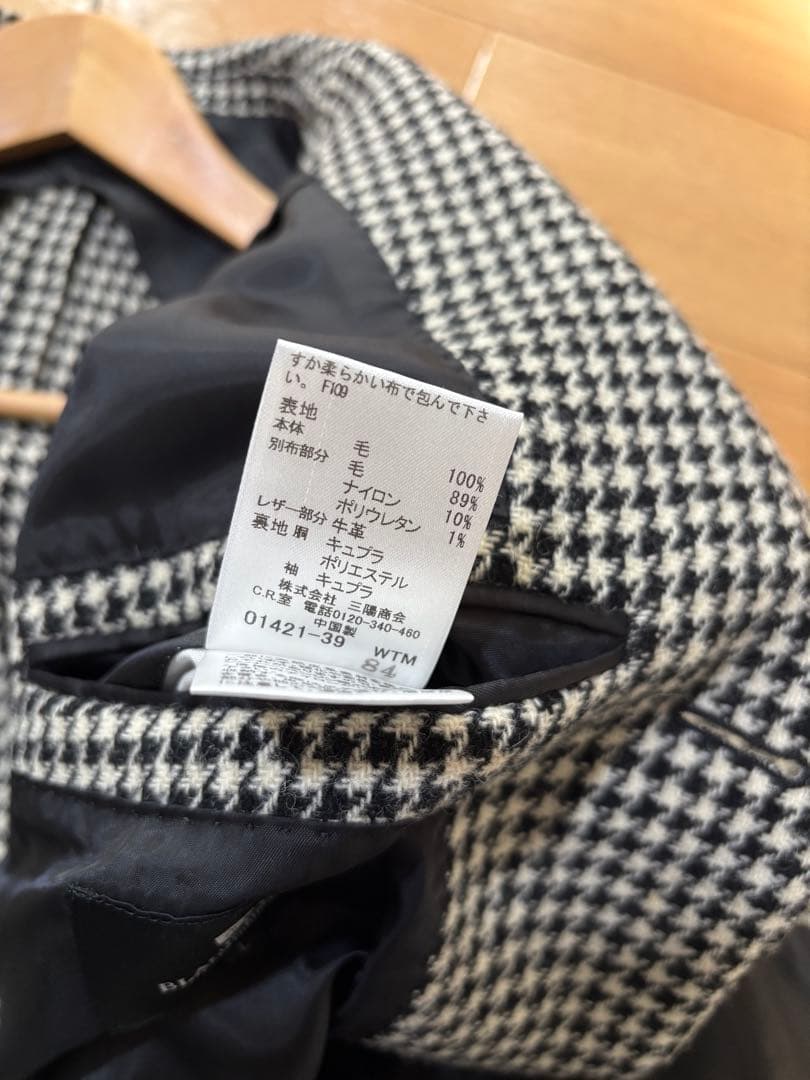 すか柔らかい布で包んで下さ
い。 F109
表地
本体 毛 100%
別布部分 毛 89%
ナイロン 10%
ポリウレタン 1%
レザー部分 牛革
裏地 胴 キュプラ
ポリエステル
袖 キュプラ
株式会社 三陽商会
C.R.室 電話0120-340-460
中国製
01421-39 WTM
84